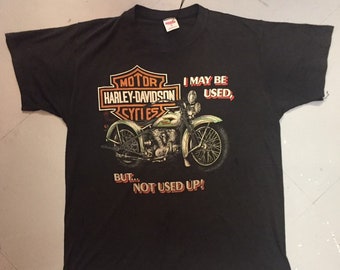 MOTOR
HARLEY-DAVIDSON
CYCLES
I MAY BE
USED,
BUT...
NOT USED UP!